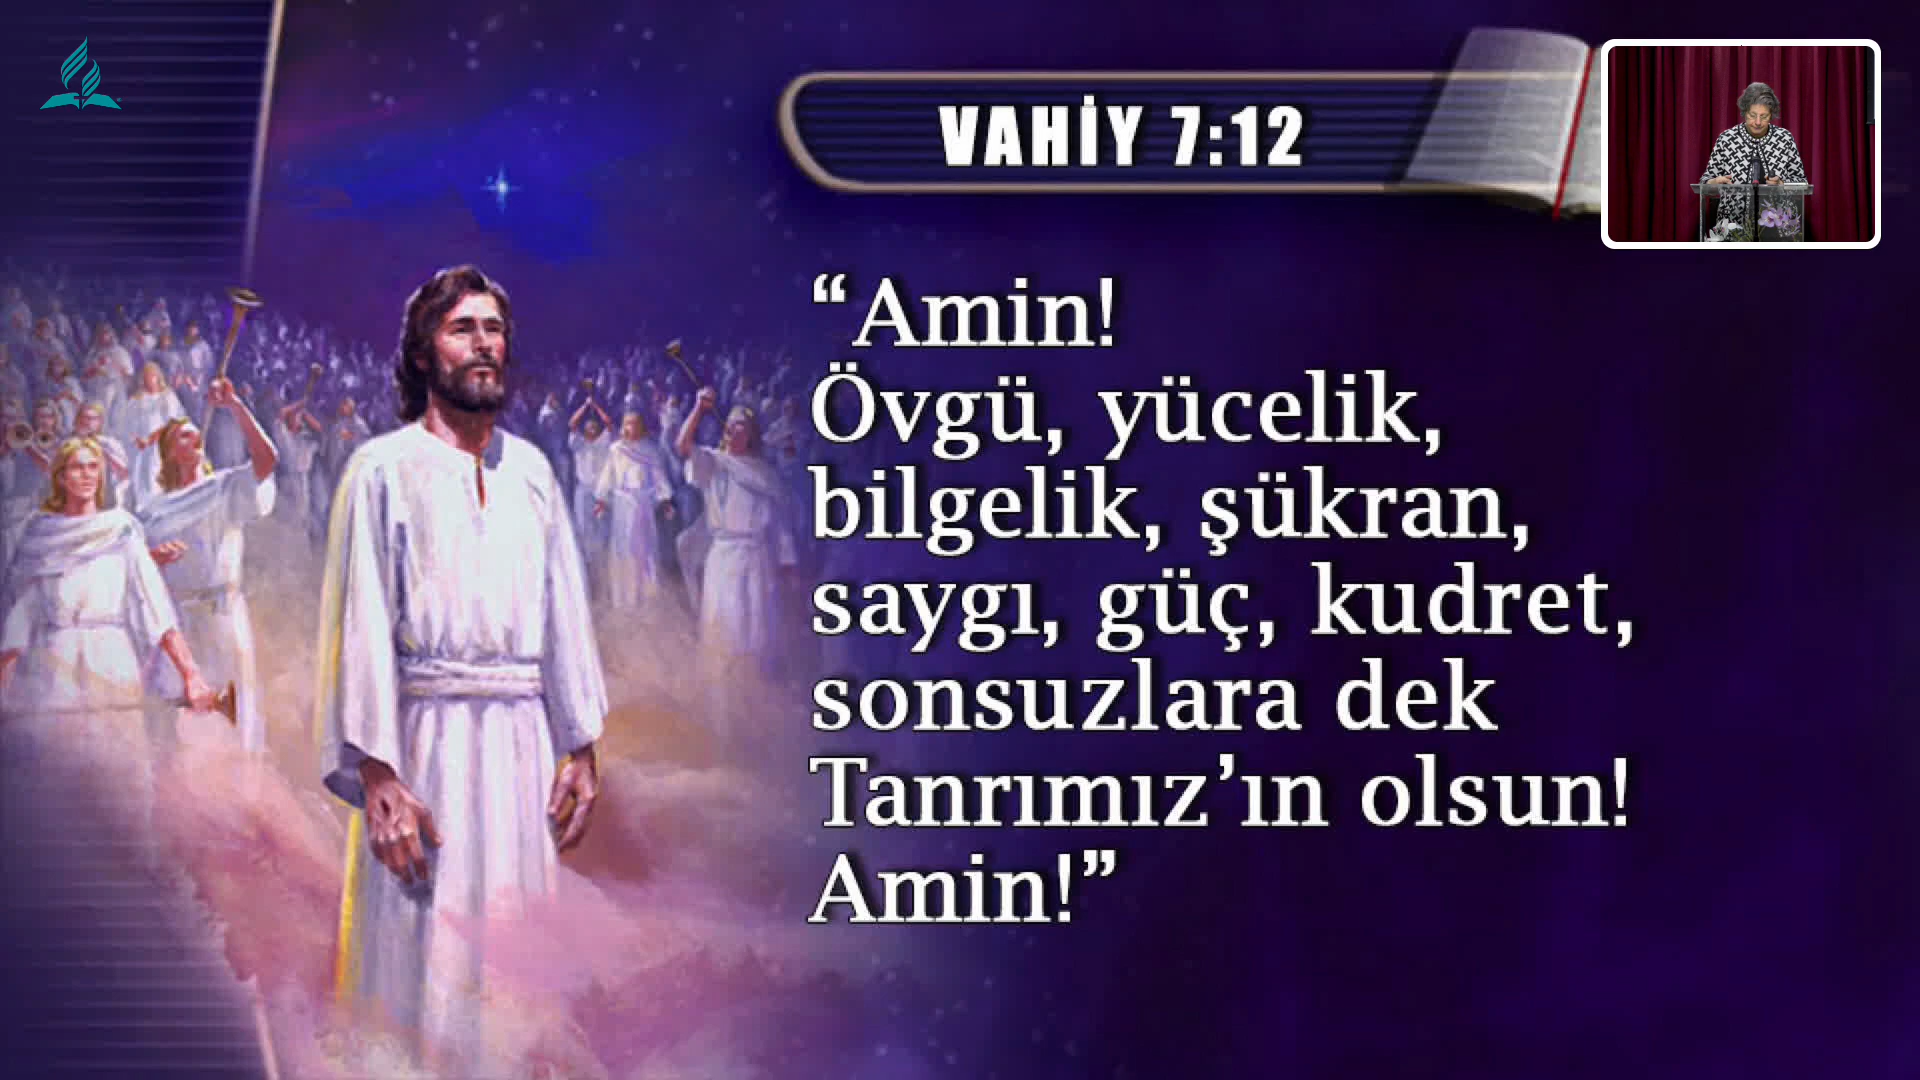 VAHİY 7:12
“Amin!
Övgü, yücelik,
bilgelik, şükran,
saygı, güç, kudret,
sonsuzlara dek
Tanrımız’ın olsun!
Amin!”